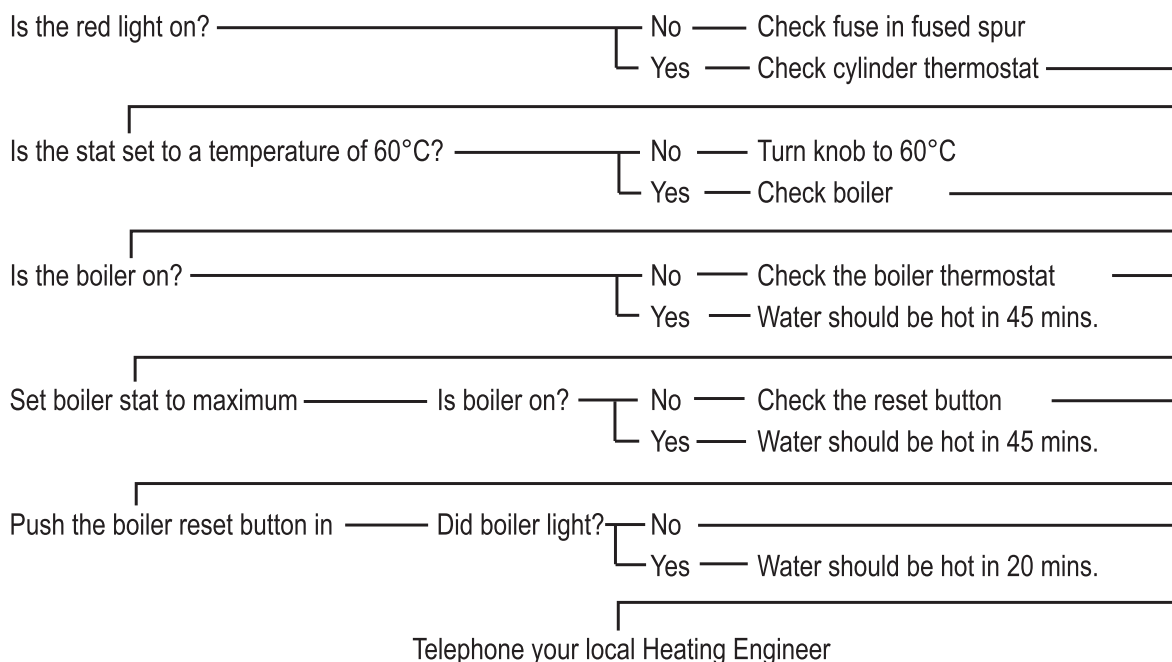 Is the red light on? No Check fuse in fused spur
Yes Check cylinder thermostat
Is the stat set to a temperature of 60°C? No Turn knob to 60°C
Yes Check boiler
Is the boiler on? No Check the boiler thermostat
Yes Water should be hot in 45 mins.
Set boiler stat to maximum Is boiler on? No Check the reset button
Yes Water should be hot in 45 mins.
Push the boiler reset button in Did boiler light? No
Yes Water should be hot in 20 mins.
Telephone your local Heating Engineer